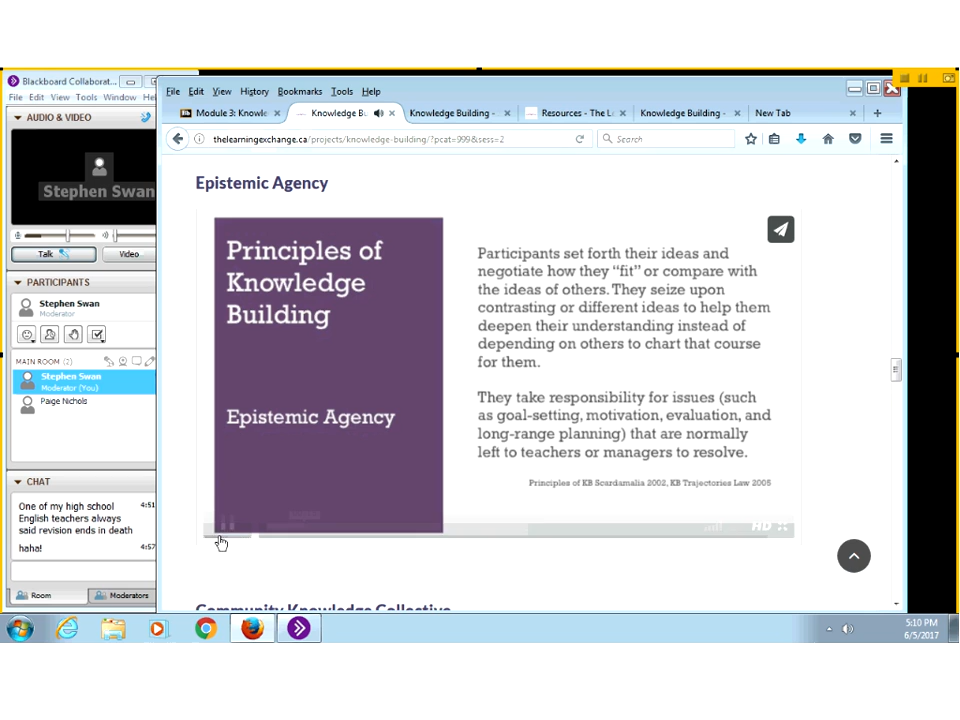 Blackboard Collaborat...
File Edit View Tools Window Hel
AUDIO & VIDEO
Stephen Swan
Talk
Video
PARTICIPANTS
Stephen Swan
Moderator
MAIN ROOM (2)
Stephen Swan
Moderator (You)
Paige Nichols
CHAT
One of my high school 4:51
English teachers always
said revision ends in death
haha! 4:57
Room
Moderators
File Edit View History Bookmarks Tools Help
Module 3: Knowle
Knowledge Bu
Knowledge Building -
Resources - The Le
Knowledge Building -
New Tab
thelearningexchange.ca/projects/knowledge-building/?pcat=999&sess=2
Search
Epistemic Agency
Principles of
Knowledge
Building
Epistemic Agency
Participants set forth their ideas and
negotiate how they “fit” or compare with
the ideas of others. They seize upon
contrasting or different ideas to help them
deepen their understanding instead of
depending on others to chart that course
for them.
They take responsibility for issues (such
as goal-setting, motivation, evaluation, and
long-range planning) that are normally
left to teachers or managers to resolve.
Principles of KB Scardamalia 2002, KB Trajectories Law 2005
HD
Community Knowledge Collective
5:10 PM
6/5/2017